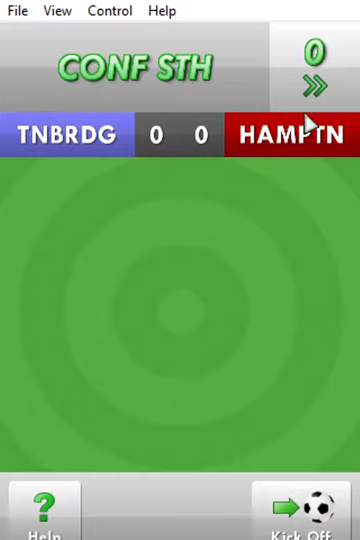 File View Control Help
CONF STH
0
TNBRDG 0 0 HAMPTN
?
Help
Kick Off